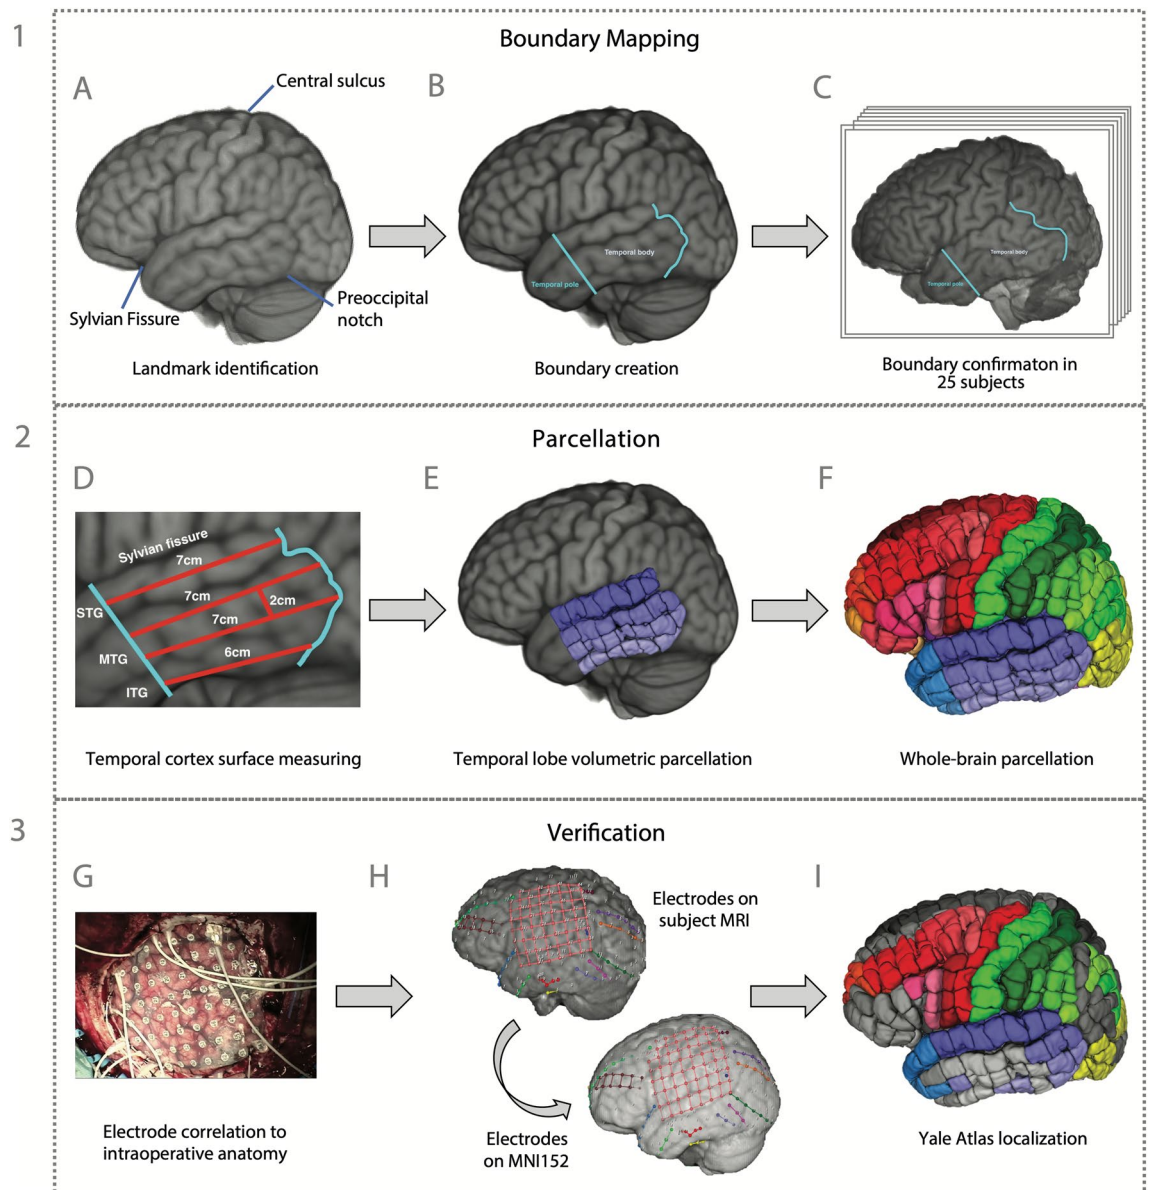 1
Boundary Mapping
A
Central sulcus
Sylvian Fissure
Preoccipital
notch
Landmark identification
B
Temporal body
Temporal pole
Boundary creation
C
Temporal body
Temporal pole
Boundary confirmaton in
25 subjects
2
Parcellation
D
Sylvian fissure
7cm
7cm
2cm
7cm
6cm
STG
MTG
ITG
Temporal cortex surface measuring
E
Temporal lobe volumetric parcellation
F
Whole-brain parcellation
3
Verification
G
Electrode correlation to
intraoperative anatomy
H
Electrodes on
subject MRI
Electrodes
on MNI152
I
Yale Atlas localization